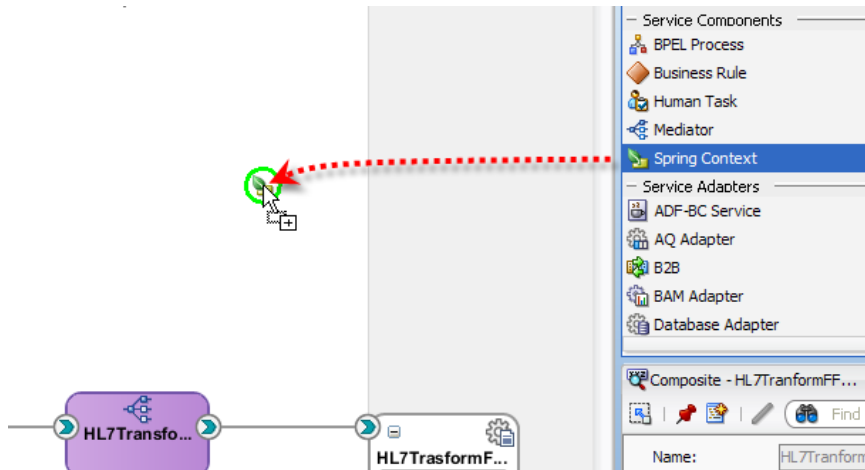 Service Components
BPEL Process
Business Rule
Human Task
Mediator
Spring Context
Service Adapters
ADF-BC Service
AQ Adapter
B2B
BAM Adapter
Database Adapter
Composite - HL7TranformFF...
Find
Name:
HL7Tranform
HL7Transfo...
HL7TrasformF...